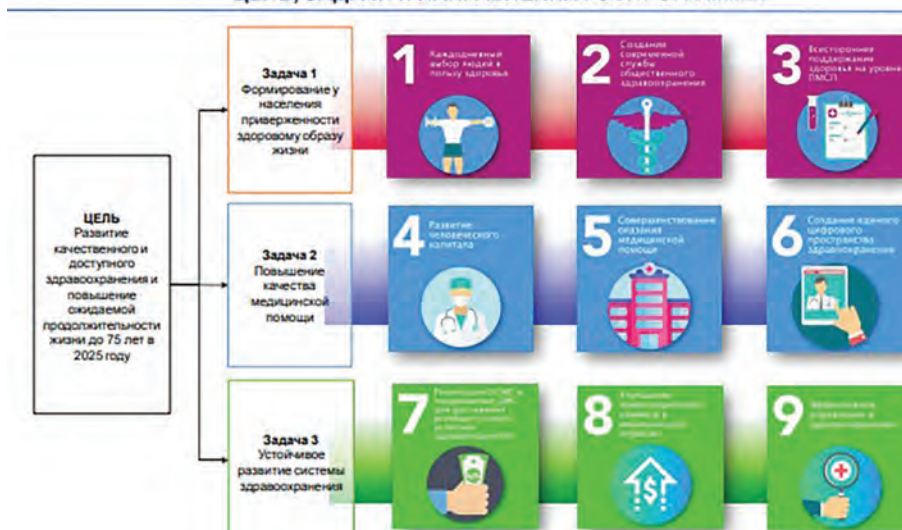 Задача 1
Формирование у
населения
приверженности
здоровому образу
жизни
1
Каждодневный
выбор людей в
пользу здоровья
2
Создание
современной
службы
общественного
здравоохранения
3
Всестороннее
поддержание
здоровья на уровне
ПМСП
ЦЕЛЬ
Развитие
качественного и
доступного
здравоохранения и
повышение
ожидаемой
продолжительности
жизни до 75 лет в
2025 году
Задача 2
Повышение
качества
медицинской
помощи
4
Развитие
человеческого
капитала
5
Совершенствование
оказания
медицинской
помощи
6
Создание единого
цифрового
пространства
здравоохранения
Задача 3
Устойчивое
развитие системы
здравоохранения
7
8
9